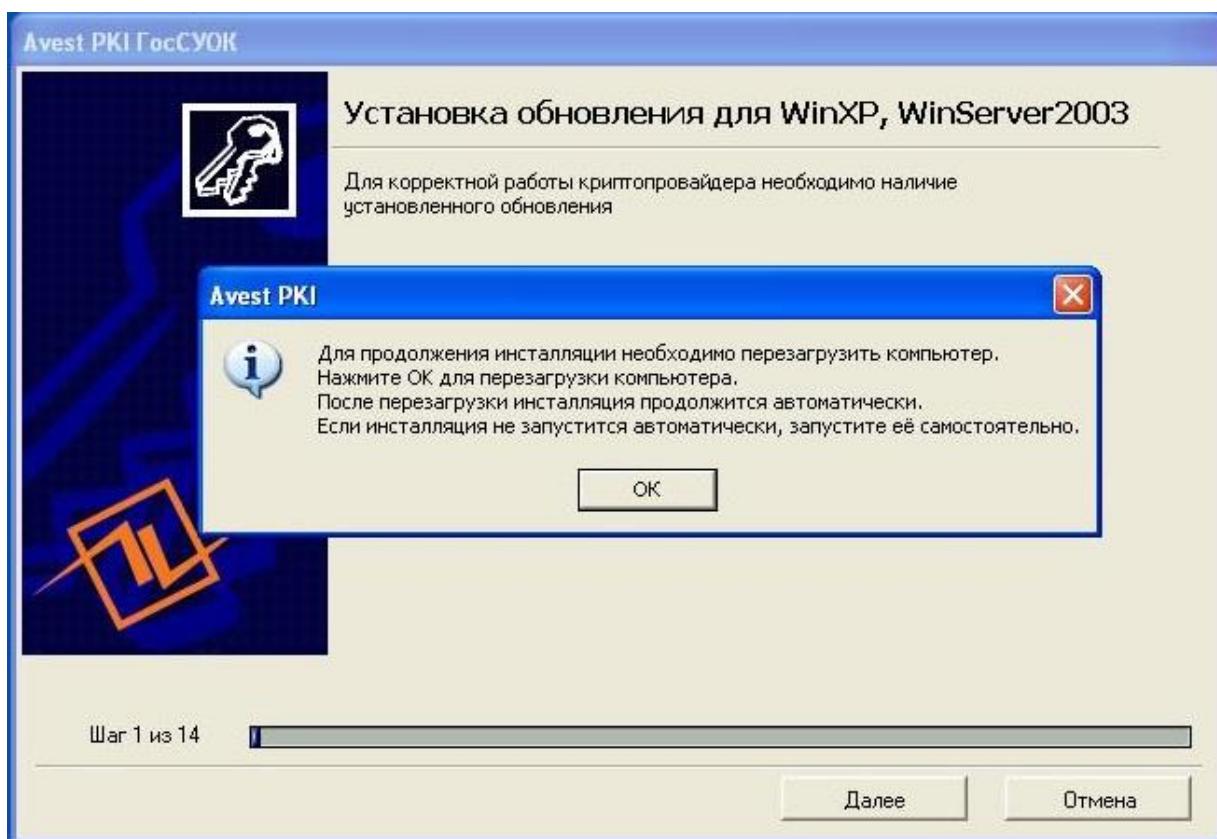 Avest PKI ГосСУОК
Установка обновления для WinXP, WinServer2003
Для корректной работы криптопровайдера необходимо наличие
установленного обновления
Avest PKI
Для продолжения инсталляции необходимо перезагрузить компьютер.
Нажмите ОК для перезагрузки компьютера.
После перезагрузки инсталляция продолжится автоматически.
Если инсталляция не запустится автоматически, запустите её самостоятельно.
ОК
Шаг 1 из 14
Далее
Отмена